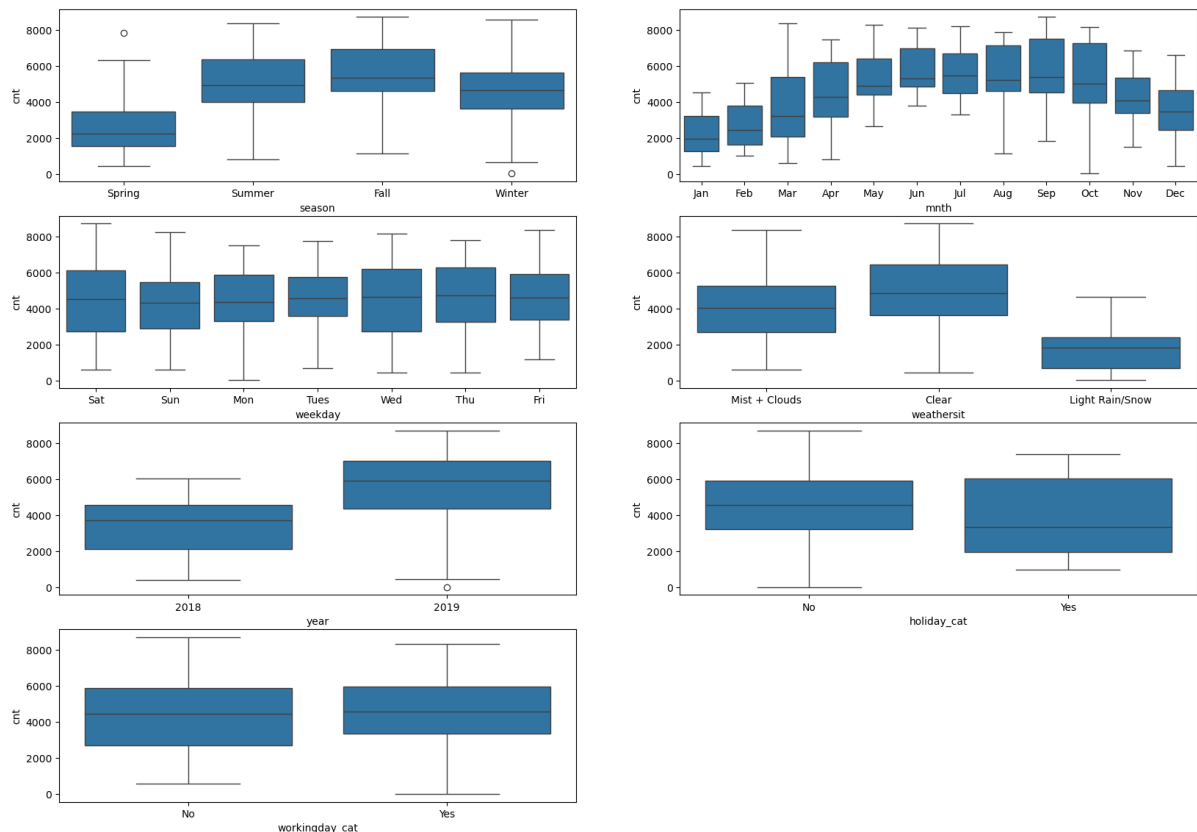 cnt
8000
6000
4000
2000
0
Spring Summer Fall Winter
season
cnt
8000
6000
4000
2000
0
Jan Feb Mar Apr May Jun Jul Aug Sep Oct Nov Dec
mnth
cnt
8000
6000
4000
2000
0
Sat Sun Mon Tues Wed Thu Fri
weekday
cnt
8000
6000
4000
2000
0
Mist + Clouds Clear Light Rain/Snow
weathersit
cnt
8000
6000
4000
2000
0
2018 2019
year
cnt
8000
6000
4000
2000
0
No Yes
holiday_cat
cnt
8000
6000
4000
2000
0
No Yes
workingday_cat